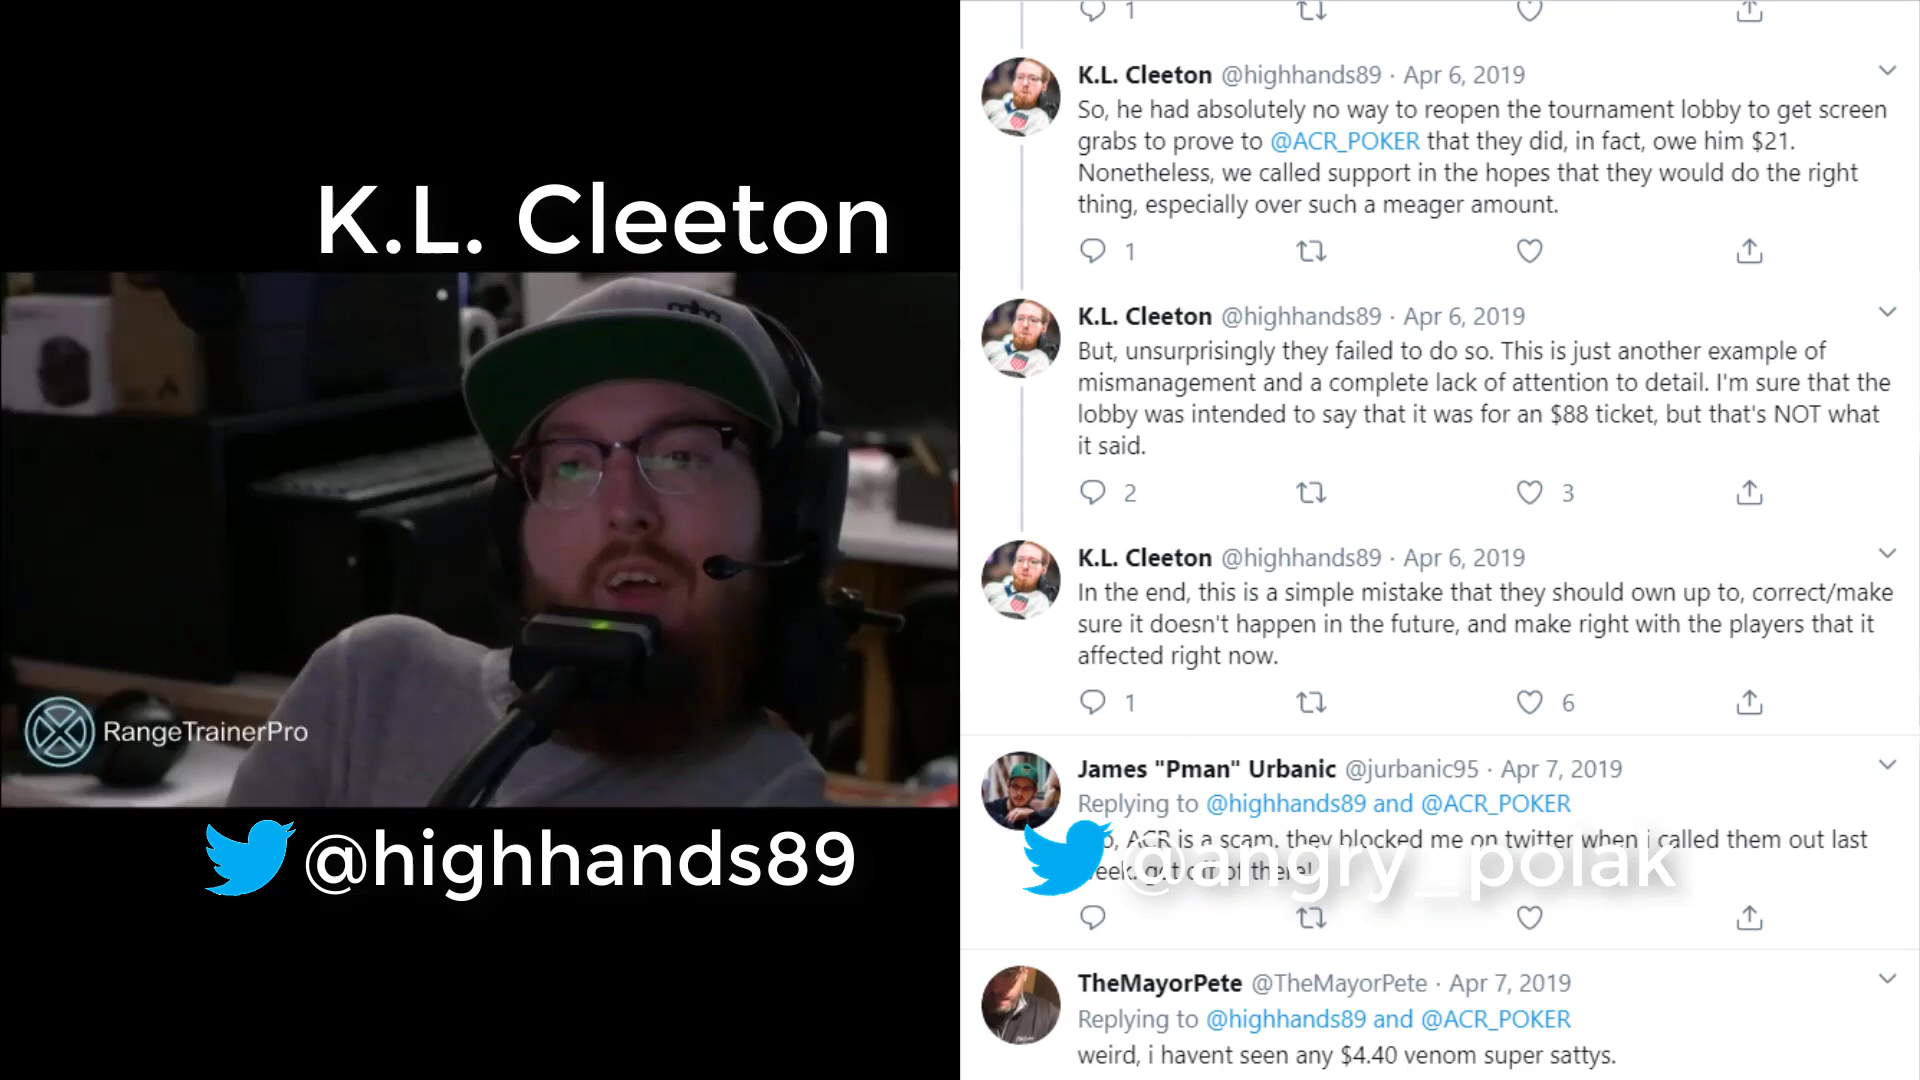 K.L. Cleeton
RangeTrainerPro
@highhands89
1
K.L. Cleeton @highhands89 · Apr 6, 2019
So, he had absolutely no way to reopen the tournament lobby to get screen
grabs to prove to @ACR_POKER that they did, in fact, owe him $21.
Nonetheless, we called support in the hopes that they would do the right
thing, especially over such a meager amount.
1
K.L. Cleeton @highhands89 · Apr 6, 2019
But, unsurprisingly they failed to do so. This is just another example of
mismanagement and a complete lack of attention to detail. I'm sure that the
lobby was intended to say that it was for an $88 ticket, but that's NOT what
it said.
2 3
K.L. Cleeton @highhands89 · Apr 6, 2019
In the end, this is a simple mistake that they should own up to, correct/make
sure it doesn't happen in the future, and make right with the players that it
affected right now.
1 6
James "Pman" Urbanic @jurbanic95 · Apr 7, 2019
Replying to @highhands89 and @ACR_POKER
ACR is a scam. they blocked me on twitter when i called them out last
get off of there!
@angry_polak
TheMayorPete @TheMayorPete · Apr 7, 2019
Replying to @highhands89 and @ACR_POKER
weird, i havent seen any $4.40 venom super sattys.